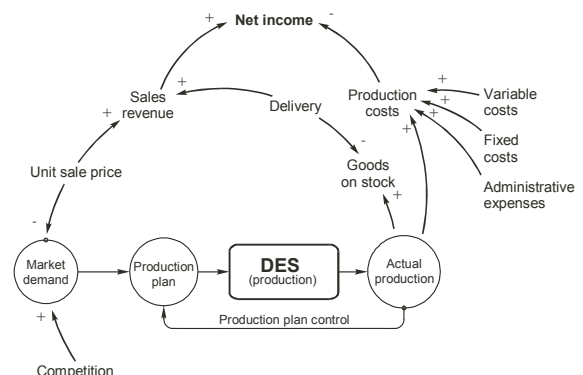 +
Net income
-
Sales
revenue
+
+
Delivery
Production
costs
+
+
+
+
Variable
costs
Fixed
costs
Administrative
expenses
Unit sale price
-
Goods
on stock
+
-
Market
demand
Production
plan
DES
(production)
Actual
production
Production plan control
+
Competition